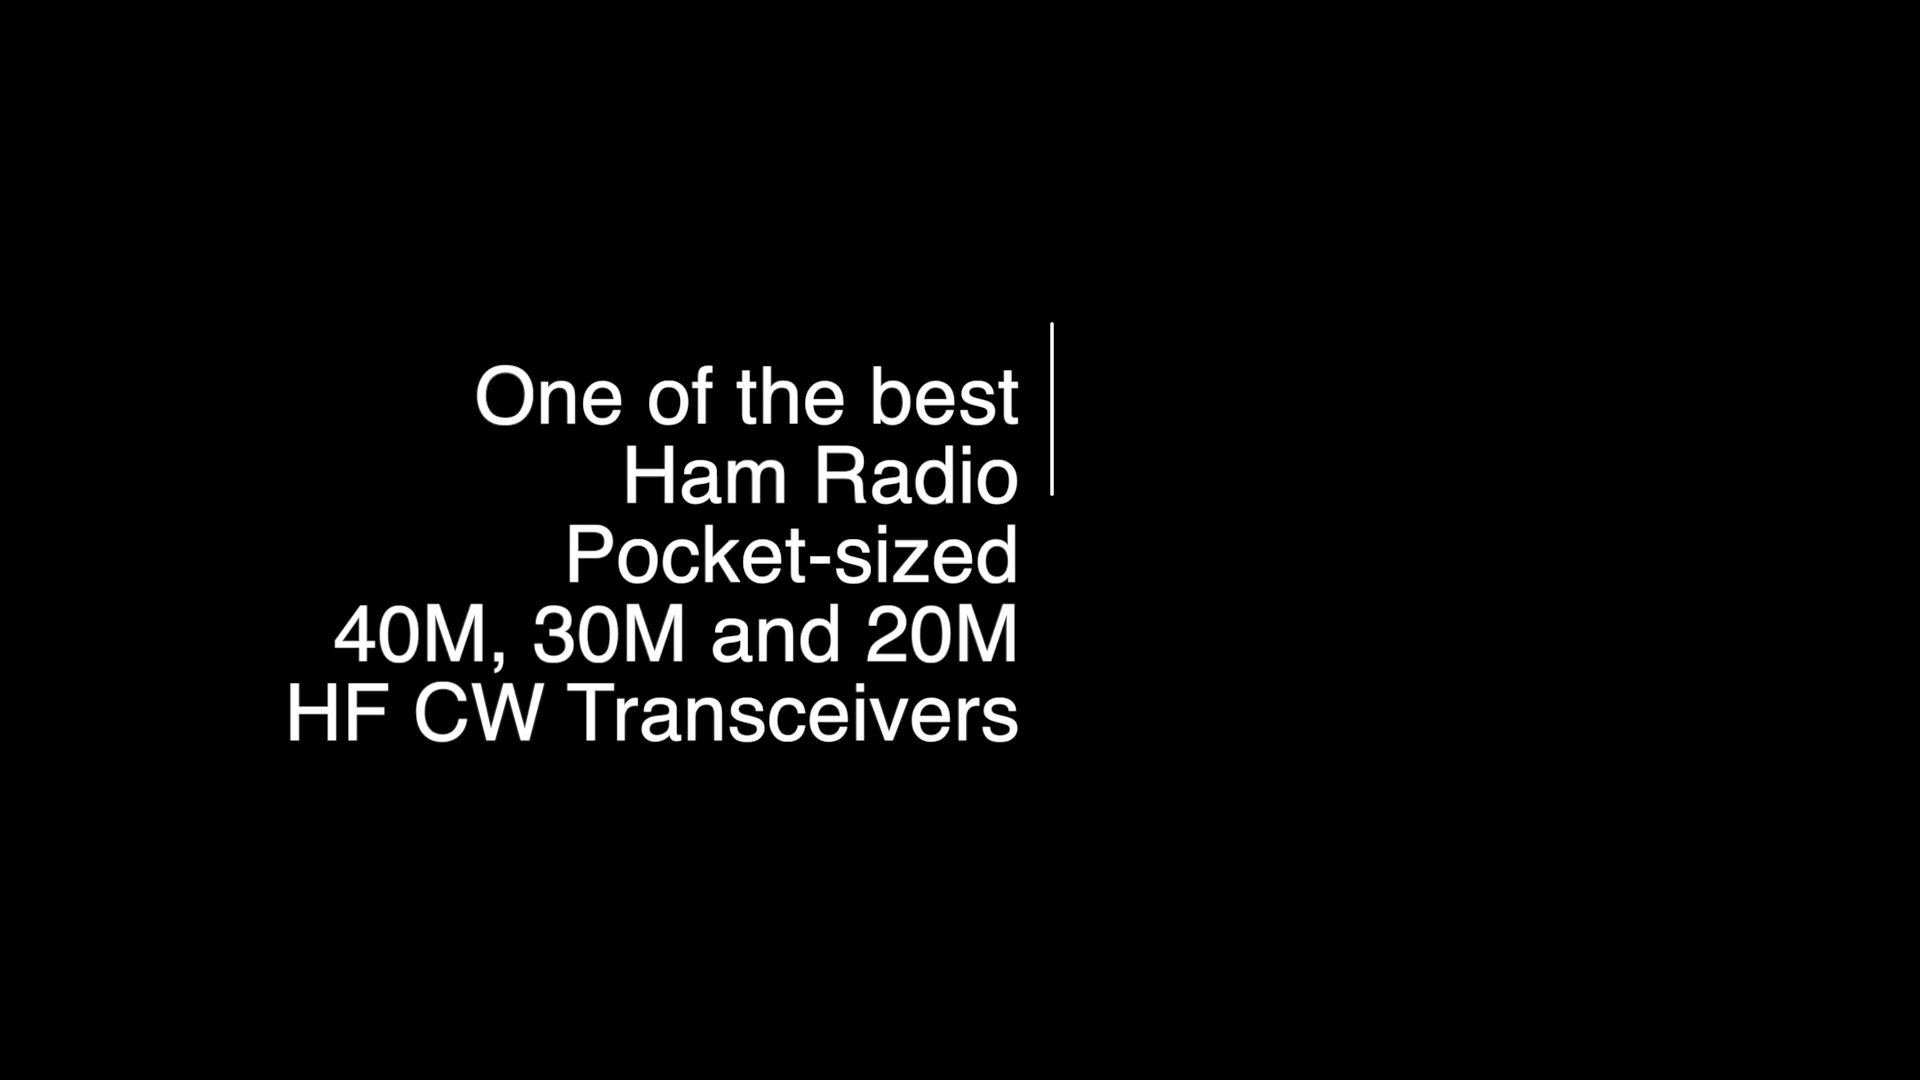 One of the best
Ham Radio
Pocket-sized
40M, 30M and 20M
HF CW Transceivers